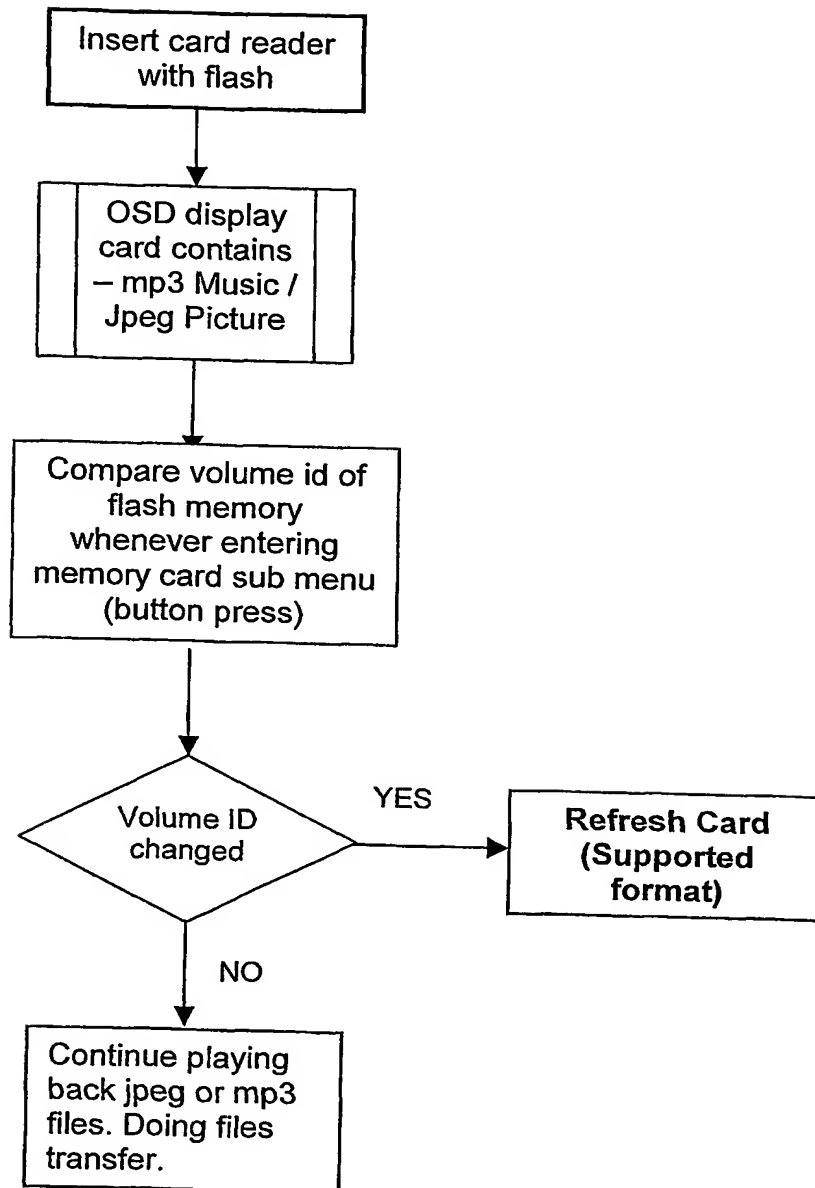 Insert card reader
with flash
OSD display
card contains
– mp3 Music /
Jpeg Picture
Compare volume id of
flash memory
whenever entering
memory card sub menu
(button press)
Volume ID
changed
YES
Refresh Card
(Supported
format)
NO
Continue playing
back jpeg or mp3
files. Doing files
transfer.